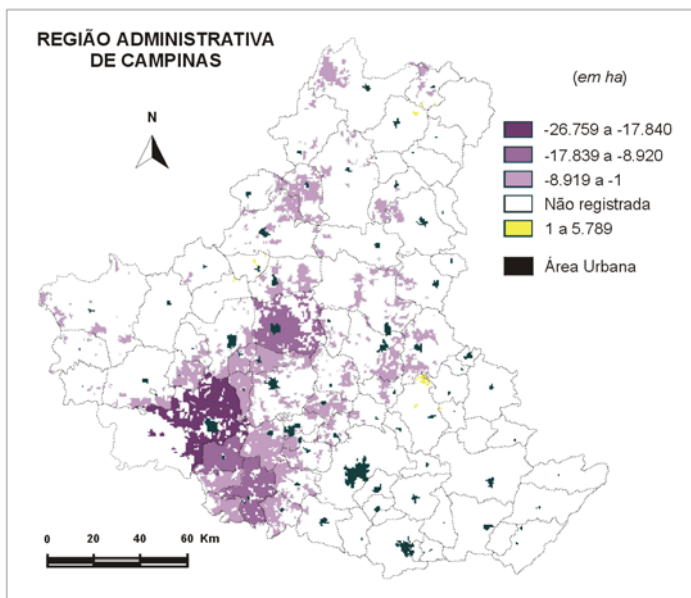 REGIÃO ADMINISTRATIVA
DE CAMPINAS
N
(em ha)
-26.759 a -17.840
-17.839 a -8.920
-8.919 a -1
Não registrada
1 a 5.789
Área Urbana
0 20 40 60 Km